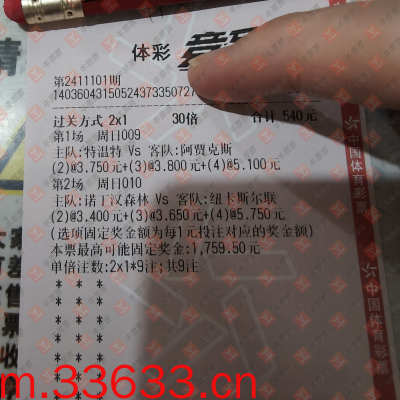 体彩 竞彩
第2411101期
14036043150524373350727
过关方式 2x1 30倍 合计 540元
第1场 周日009
主队:特温特 Vs 客队:阿贾克斯
(2)@3.750元+(3)@3.800元+(4)@5.100元
第2场 周日010
主队:诺丁汉森林 Vs 客队:纽卡斯尔联
(2)@3.400元+(3)@3.650元+(4)@5.750元
(选项固定奖金额为每1元投注对应的奖金额)
本票最高可能固定奖金:1,759.50元
单倍注数:2x1*9注;共9注
* * *
* * *
* * *
* * *
* * *
* * *
* * *
中国体育彩票
中国体育彩票
m.33633.cn